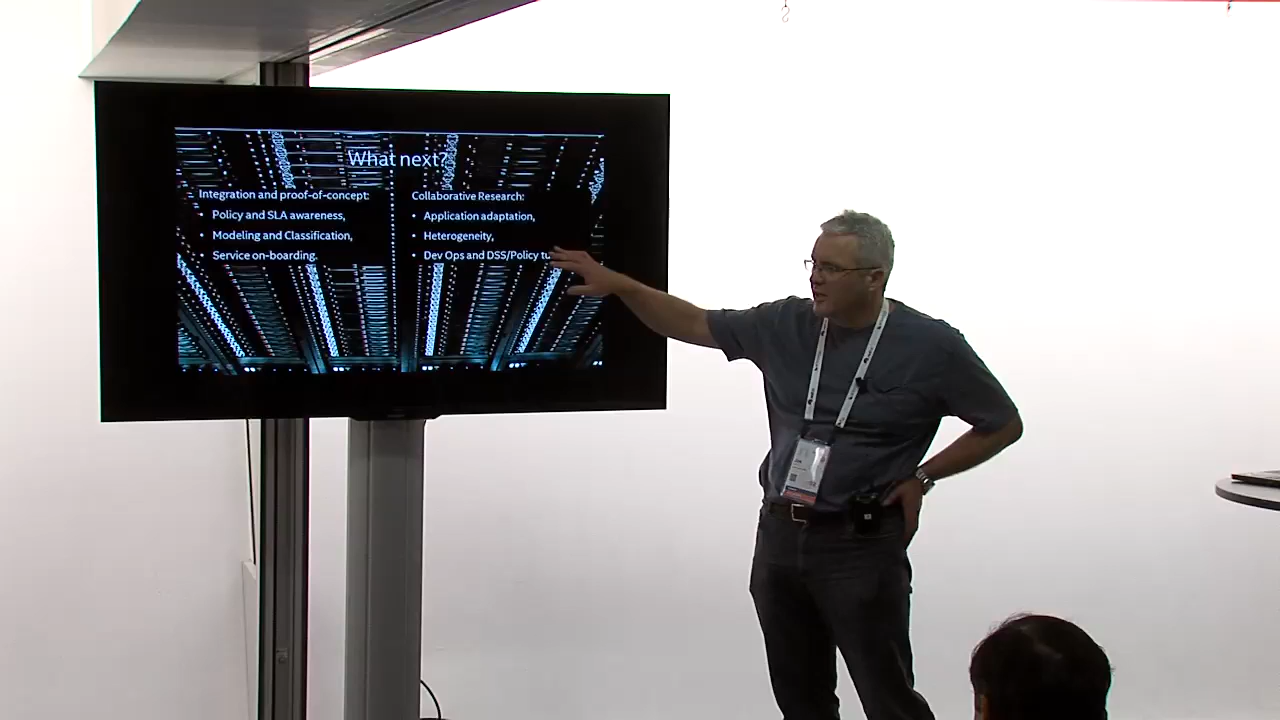 What next?
Integration and proof-of-concept:
• Policy and SLA awareness,
• Modeling and Classification,
• Service on-boarding.
Collaborative Research:
• Application adaptation,
• Heterogeneity,
• Dev Ops and DSS/Policy